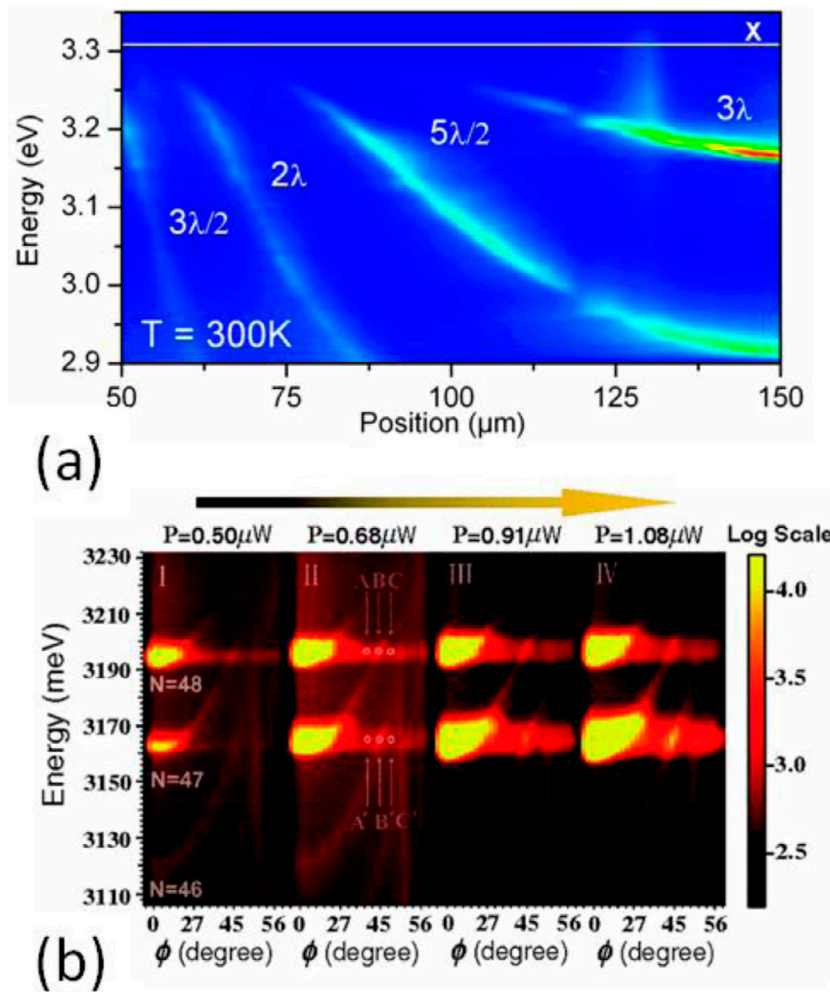 X
3.3
3λ
3.2
5λ/2
2λ
3.1
3λ/2
3.0
T = 300K
2.9
50 75 100 125 150
Energy (eV)
Position (µm)
(a)
P=0.50µW P=0.68µW P=0.91µW P=1.08µW Log Scale
3230
I II III IV
A B C
4.0
3210
3.5
3190
N=48
3170
3.0
N=47
3150
A' B' C'
2.5
3130
N=46
3110
Energy (meV)
0 27 45 56 0 27 45 56 0 27 45 56 0 27 45 56
ϕ (degree) ϕ (degree) ϕ (degree) ϕ (degree)
(b)